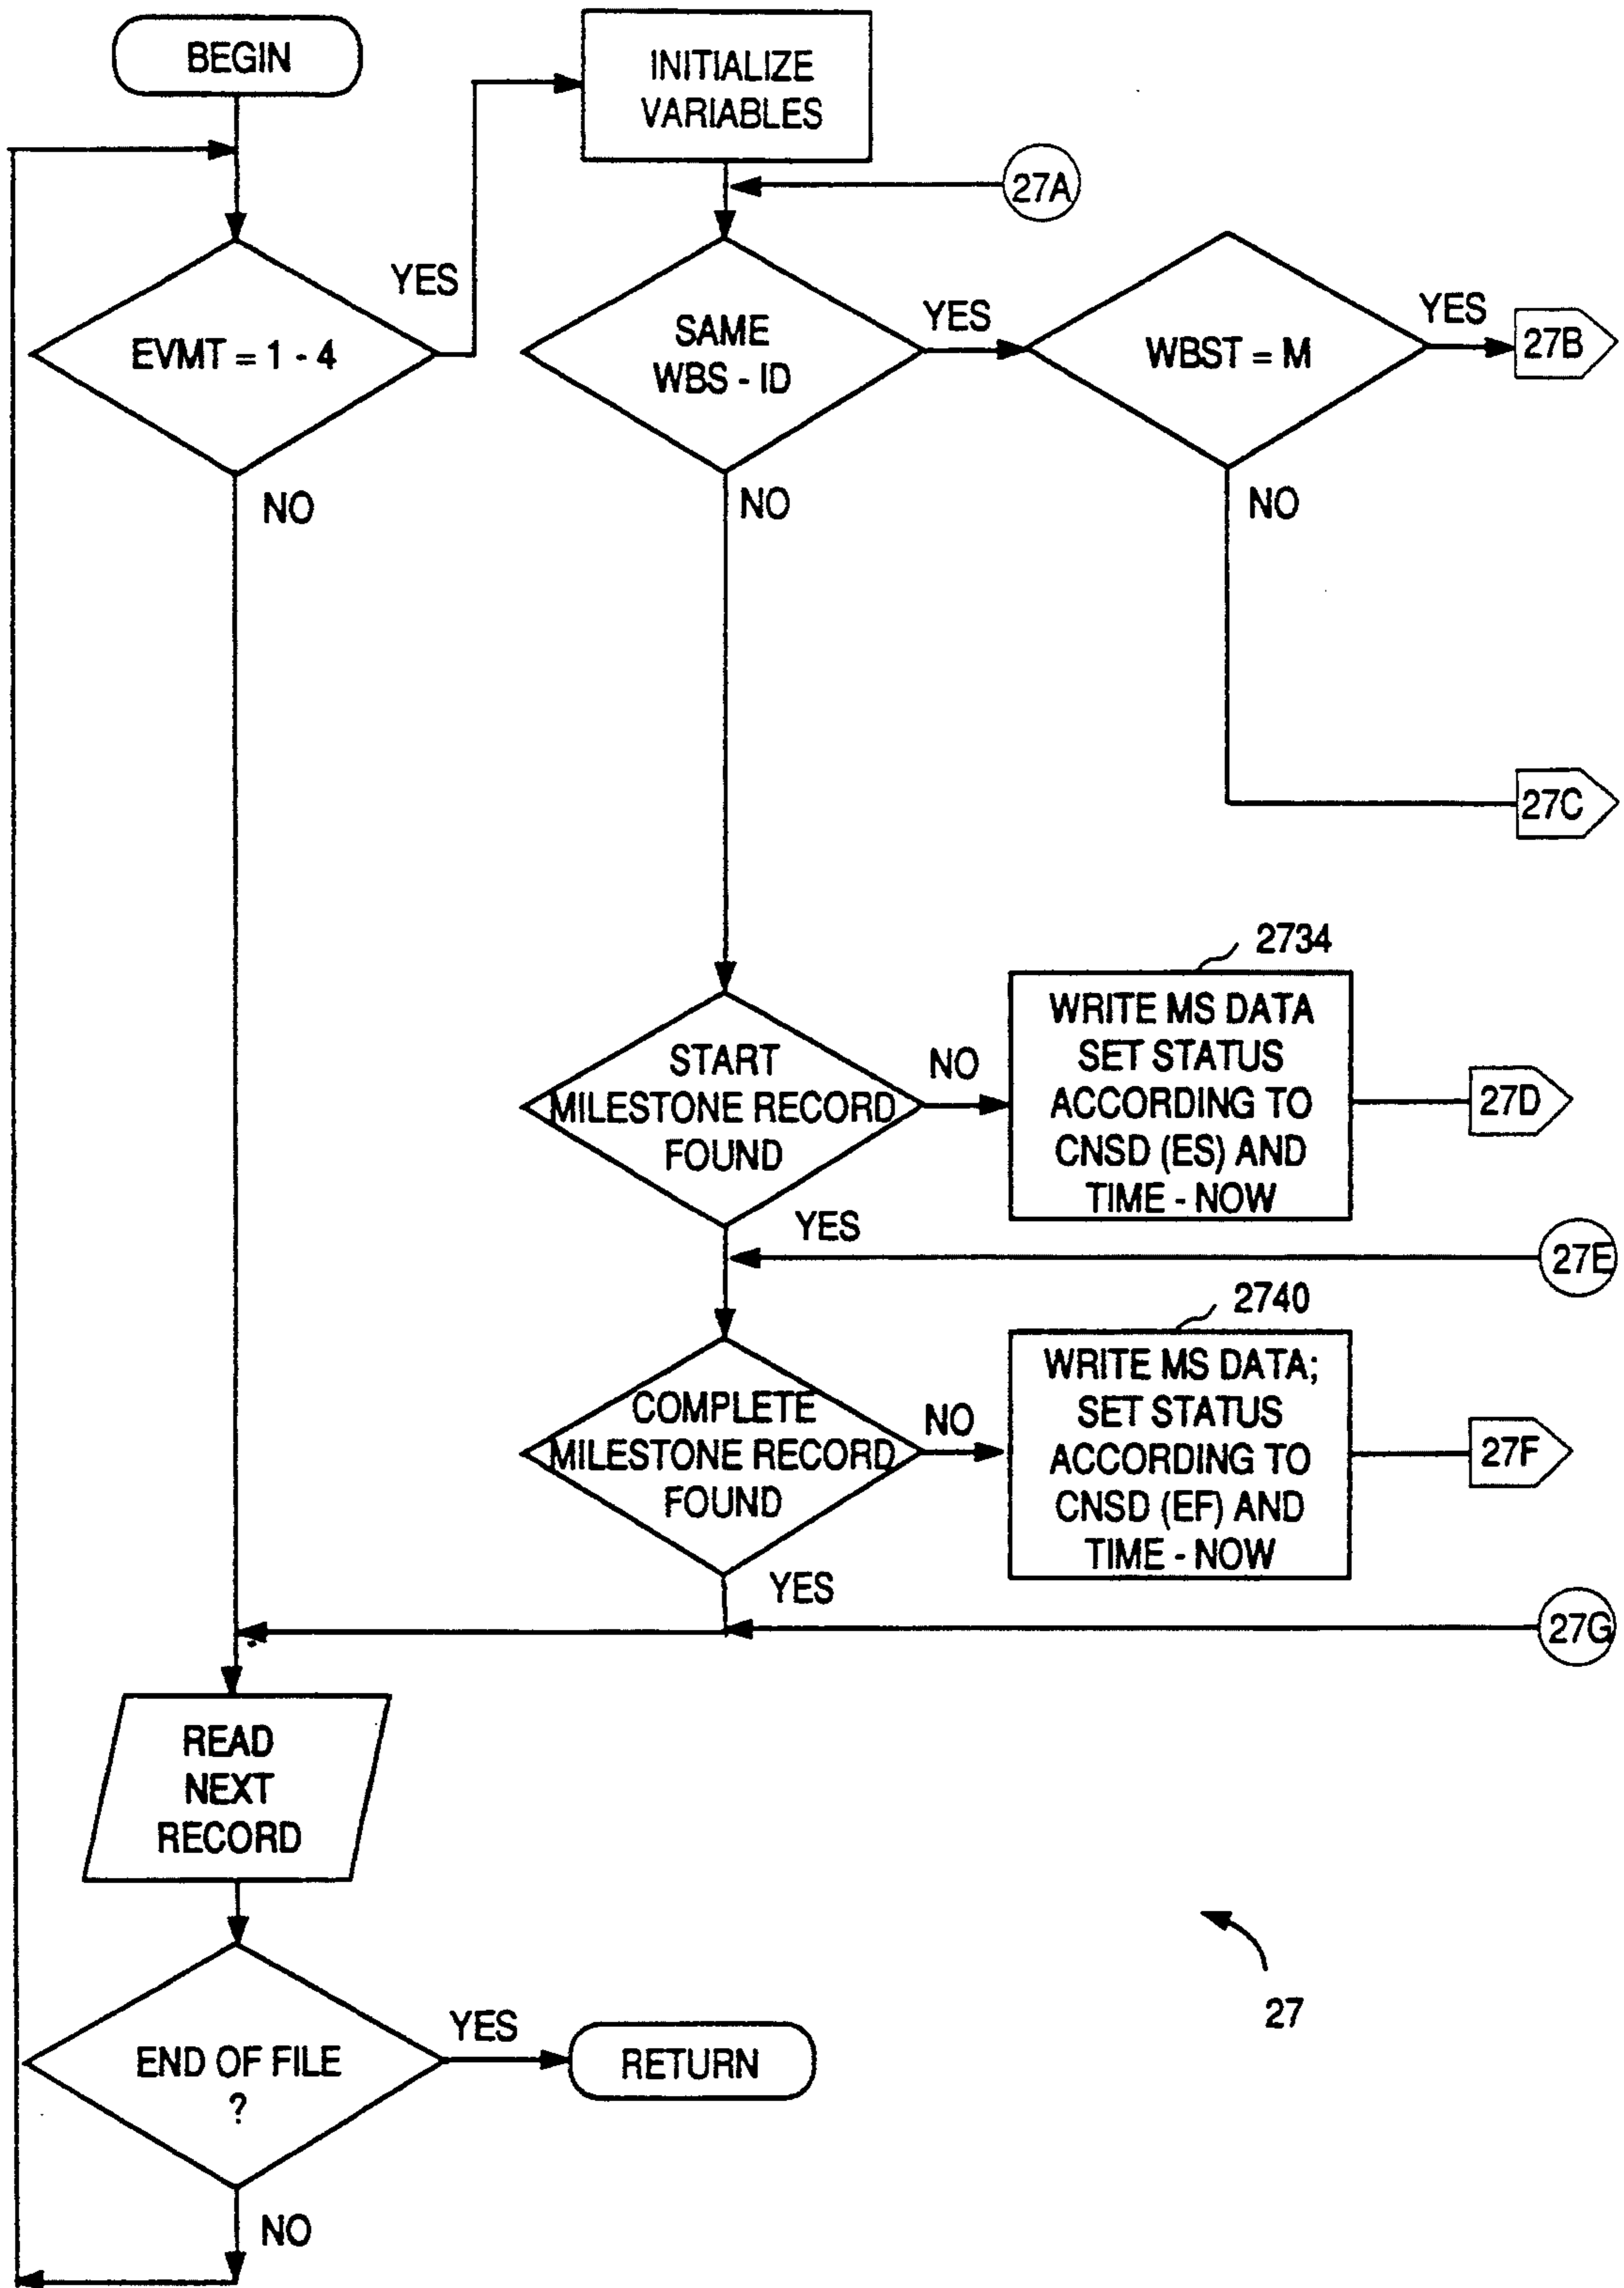 BEGIN
INITIALIZE
VARIABLES
27A
EVMT = 1 - 4
YES
NO
SAME
WBS - ID
YES
NO
WBST = M
YES
NO
27B
27C
START
MILESTONE RECORD
FOUND
NO
YES
2734
WRITE MS DATA
SET STATUS
ACCORDING TO
CNSD (ES) AND
TIME - NOW
27D
27E
COMPLETE
MILESTONE RECORD
FOUND
NO
YES
2740
WRITE MS DATA;
SET STATUS
ACCORDING TO
CNSD (EF) AND
TIME - NOW
27F
27G
READ
NEXT
RECORD
END OF FILE
?
YES
NO
RETURN
27